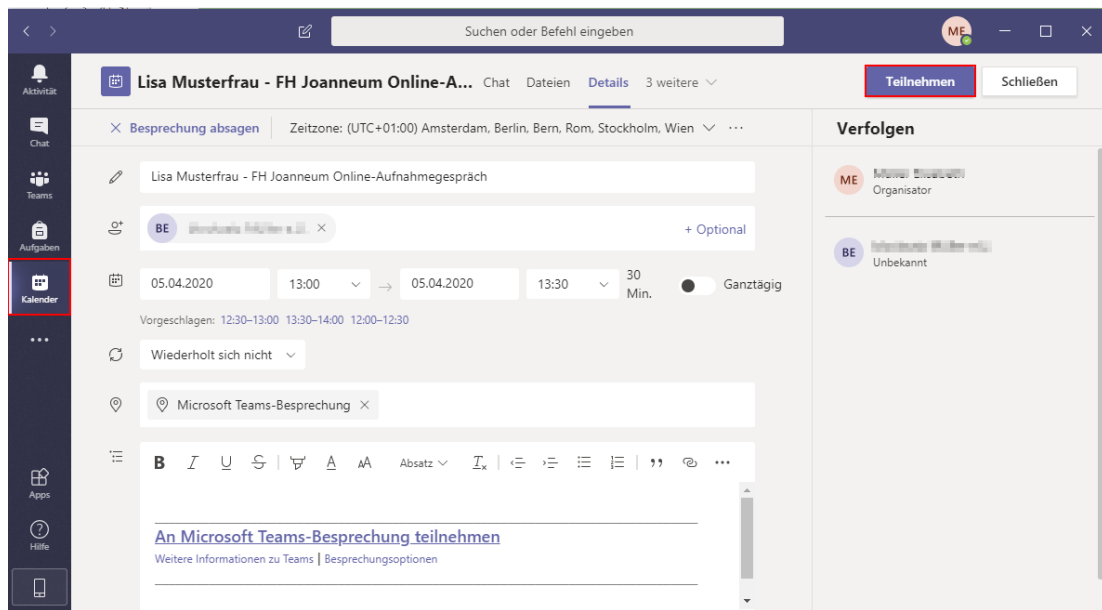 Suchen oder Befehl eingeben
ME
Aktivität
Chat
Teams
Aufgaben
Kalender
Apps
Hilfe
Lisa Musterfrau - FH Joanneum Online-A... Chat Dateien Details 3 weitere
Teilnehmen Schließen
Besprechung absagen Zeitzone: (UTC+01:00) Amsterdam, Berlin, Bern, Rom, Stockholm, Wien ...
Lisa Musterfrau - FH Joanneum Online-Aufnahmegespräch
BE
+ Optional
05.04.2020 13:00 → 05.04.2020 13:30 30 Min. Ganztägig
Vorgeschlagen: 12:30–13:00 13:30–14:00 12:00–12:30
Wiederholt sich nicht
Microsoft Teams-Besprechung
B I U S A AA Absatz
An Microsoft Teams-Besprechung teilnehmen
Weitere Informationen zu Teams | Besprechungsoptionen
Verfolgen
ME
Organisator
BE
Unbekannt